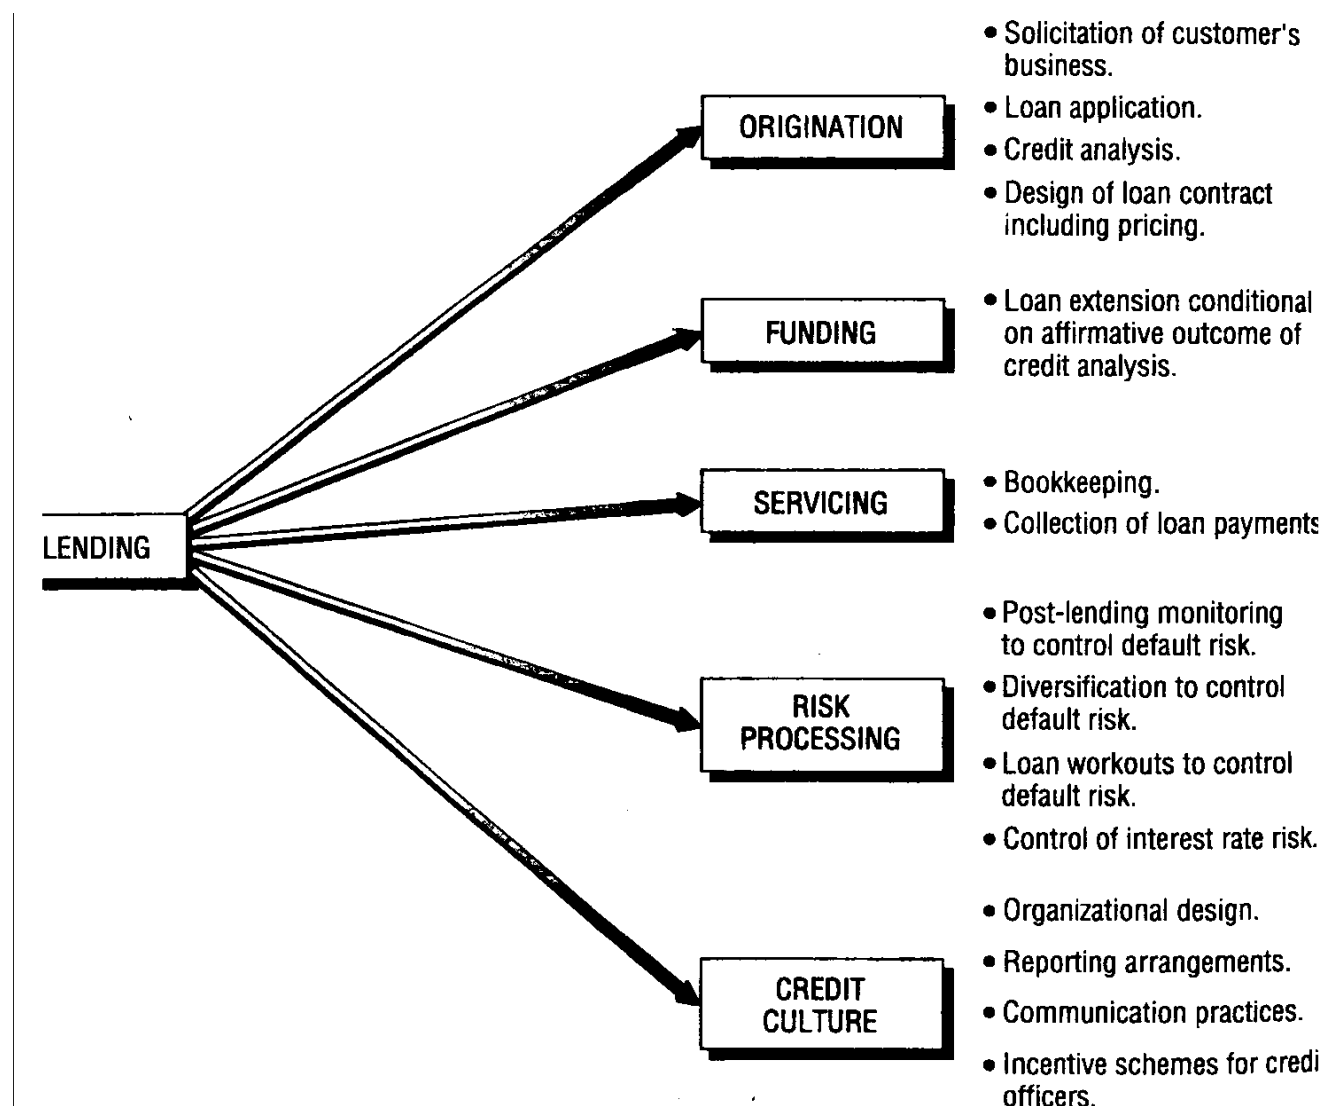 • Solicitation of customer's
business.
ORIGINATION
• Loan application.
• Credit analysis.
• Design of loan contract
including pricing.
FUNDING
• Loan extension conditional
on affirmative outcome of
credit analysis.
SERVICING
• Bookkeeping.
• Collection of loan payments
LENDING
RISK
PROCESSING
• Post-lending monitoring
to control default risk.
• Diversification to control
default risk.
• Loan workouts to control
default risk.
• Control of interest rate risk.
CREDIT
CULTURE
• Organizational design.
• Reporting arrangements.
• Communication practices.
• Incentive schemes for credi
officers.